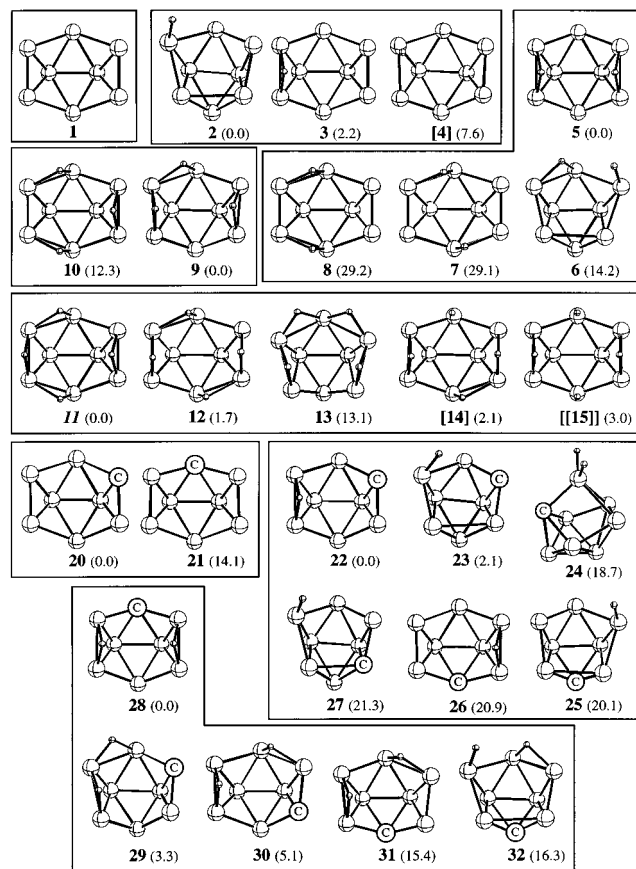 1
2 (0.0) 3 (2.2) [4] (7.6)
5 (0.0)
10 (12.3) 9 (0.0)
8 (29.2) 7 (29.1) 6 (14.2)
11 (0.0) 12 (1.7) 13 (13.1) [14] (2.1) [[15]] (3.0)
C C
20 (0.0) 21 (14.1)
C C C
22 (0.0) 23 (2.1) 24 (18.7)
C C C
27 (21.3) 26 (20.9) 25 (20.1)
C
28 (0.0)
C C C C
29 (3.3) 30 (5.1) 31 (15.4) 32 (16.3)